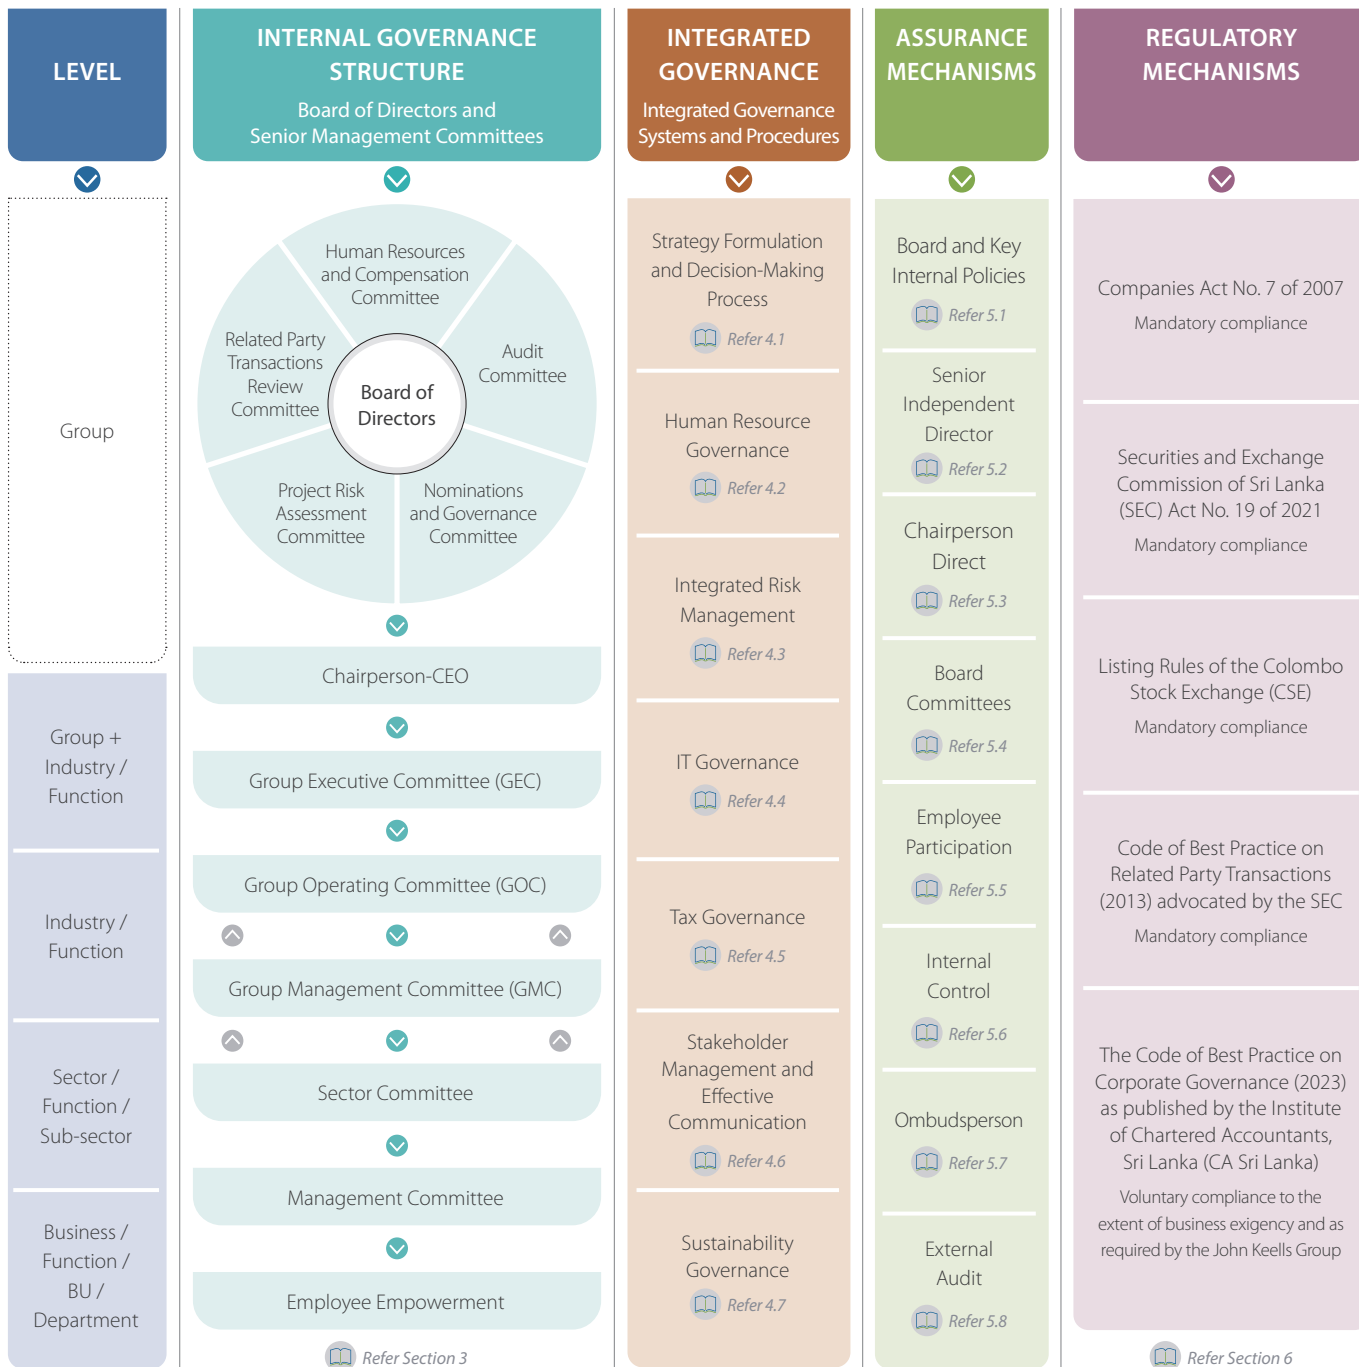 LEVEL
INTERNAL GOVERNANCE
STRUCTURE
Board of Directors and
Senior Management Committees
INTEGRATED
GOVERNANCE
Integrated Governance
Systems and Procedures
ASSURANCE
MECHANISMS
REGULATORY
MECHANISMS
Group
Group +
Industry /
Function
Industry /
Function
Sector /
Function /
Sub-sector
Business /
Function /
BU /
Department
Human Resources
and Compensation
Committee
Related Party
Transactions
Review
Committee
Audit
Committee
Board of
Directors
Project Risk
Assessment
Committee
Nominations
and Governance
Committee
Chairperson-CEO
Group Executive Committee (GEC)
Group Operating Committee (GOC)
Group Management Committee (GMC)
Sector Committee
Management Committee
Employee Empowerment
Refer Section 3
Strategy Formulation
and Decision-Making
Process
Refer 4.1
Human Resource
Governance
Refer 4.2
Integrated Risk
Management
Refer 4.3
IT Governance
Refer 4.4
Tax Governance
Refer 4.5
Stakeholder
Management and
Effective
Communication
Refer 4.6
Sustainability
Governance
Refer 4.7
Board and Key
Internal Policies
Refer 5.1
Senior
Independent
Director
Refer 5.2
Chairperson
Direct
Refer 5.3
Board
Committees
Refer 5.4
Employee
Participation
Refer 5.5
Internal
Control
Refer 5.6
Ombudsperson
Refer 5.7
External
Audit
Refer 5.8
Companies Act No. 7 of 2007
Mandatory compliance
Securities and Exchange
Commission of Sri Lanka
(SEC) Act No. 19 of 2021
Mandatory compliance
Listing Rules of the Colombo
Stock Exchange (CSE)
Mandatory compliance
Code of Best Practice on
Related Party Transactions
(2013) advocated by the SEC
Mandatory compliance
The Code of Best Practice on
Corporate Governance (2023)
as published by the Institute
of Chartered Accountants,
Sri Lanka (CA Sri Lanka)
Voluntary compliance to the
extent of business exigency and as
required by the John Keells Group
Refer Section 6